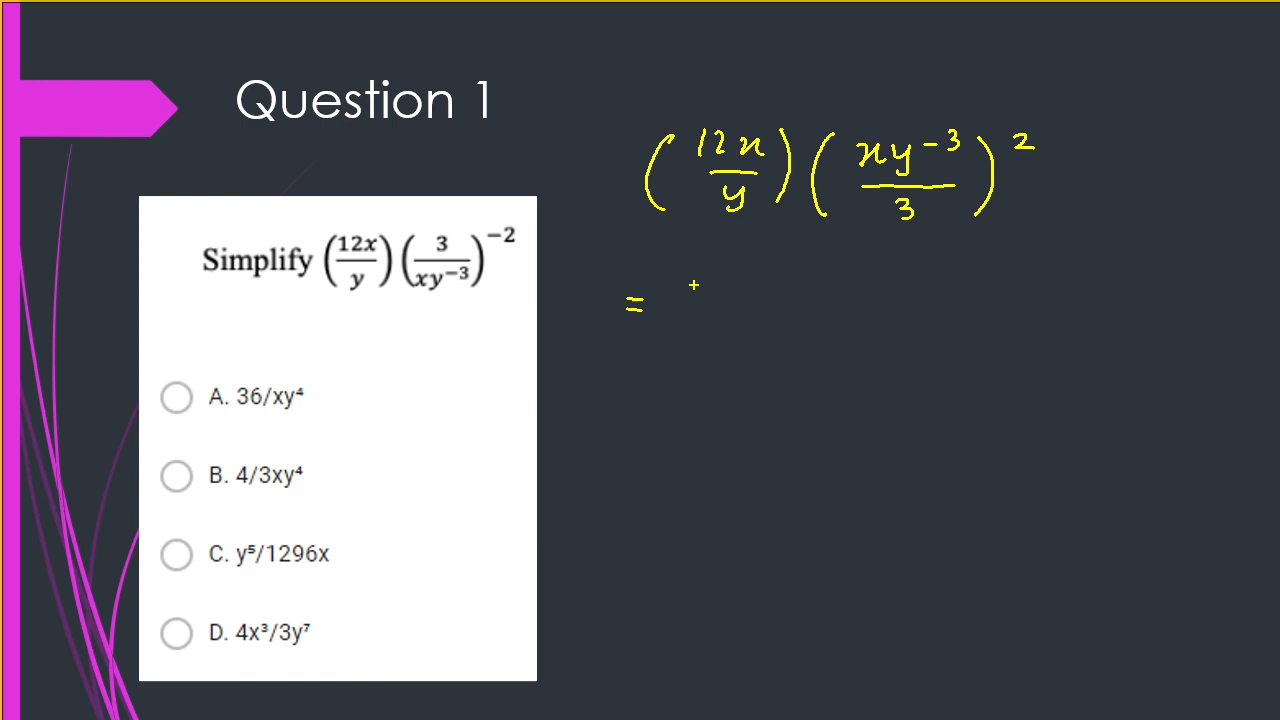 Question 1
Simplify (12x/y)(3/xy⁻³)⁻²
A. 36/xy⁴
B. 4/3xy⁴
C. y⁵/1296x
D. 4x³/3y⁷
(12x/y)(xy⁻³/3)²
=